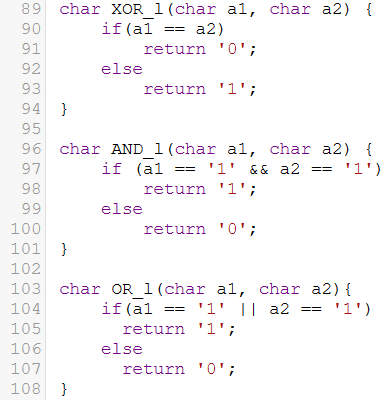 89 char XOR_l(char a1, char a2) {
90     if(a1 == a2)
91         return '0';
92     else
93         return '1';
94 }
95
96 char AND_l(char a1, char a2) {
97     if (a1 == '1' && a2 == '1')
98         return '1';
99     else
100         return '0';
101 }
102
103 char OR_l(char a1, char a2){
104     if(a1 == '1' || a2 == '1')
105       return '1';
106     else
107       return '0';
108 }